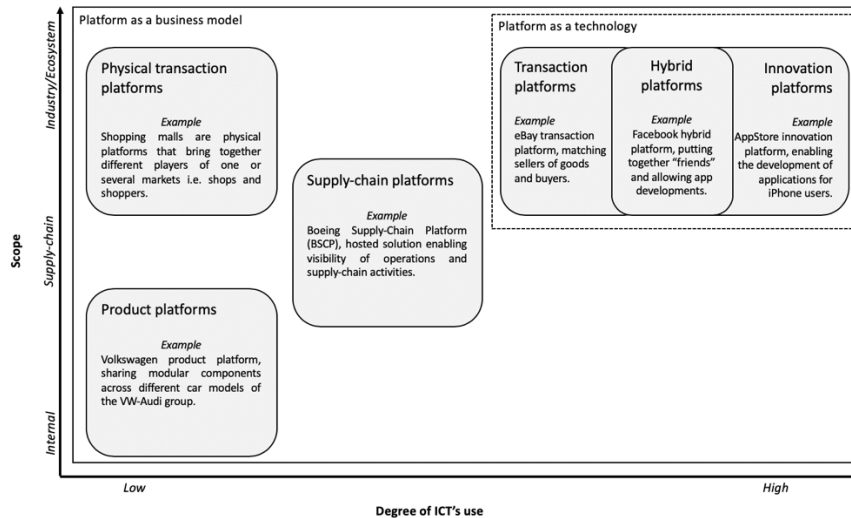 Platform as a business model
Platform as a technology
Physical transaction
platforms
Example
Shopping malls are physical
platforms that bring together
different players of one or
several markets i.e. shops and
shoppers.
Transaction
platforms
Example
eBay transaction
platform, matching
sellers of goods
and buyers.
Hybrid
platforms
Example
Facebook hybrid
platform, putting
together “friends”
and allowing app
developments.
Innovation
platforms
Example
AppStore innovation
platform, enabling
the development of
applications for
iPhone users.
Supply-chain platforms
Example
Boeing Supply-Chain Platform
(BSCP), hosted solution enabling
visibility of operations and
supply-chain activities.
Product platforms
Example
Volkswagen product platform,
sharing modular components
across different car models of
the VW-Audi group.
Scope
Industry/Ecosystem
Supply-chain
Internal
Low
High
Degree of ICT’s use